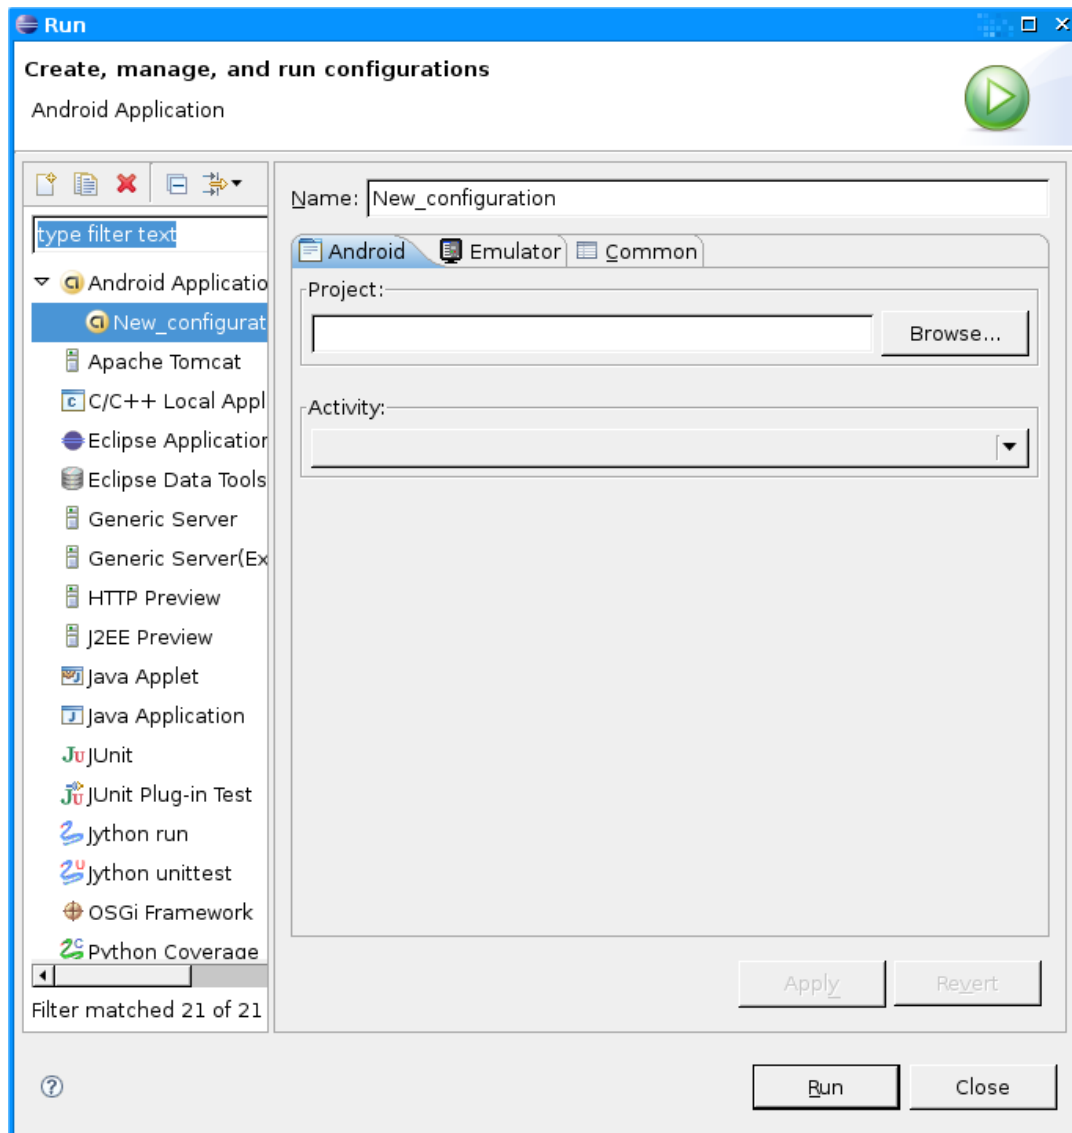 Run
Create, manage, and run configurations
Android Application
type filter text
Android Applicatio
New_configurat
Apache Tomcat
C/C++ Local Appl
Eclipse Application
Eclipse Data Tools
Generic Server
Generic Server(Ex
HTTP Preview
J2EE Preview
Java Applet
Java Application
JUnit
JUnit Plug-in Test
Jython run
Jython unittest
OSGi Framework
Python Coverage
Filter matched 21 of 21
Name: New_configuration
Android Emulator Common
Project:
Browse...
Activity:
Apply Revert
Run Close